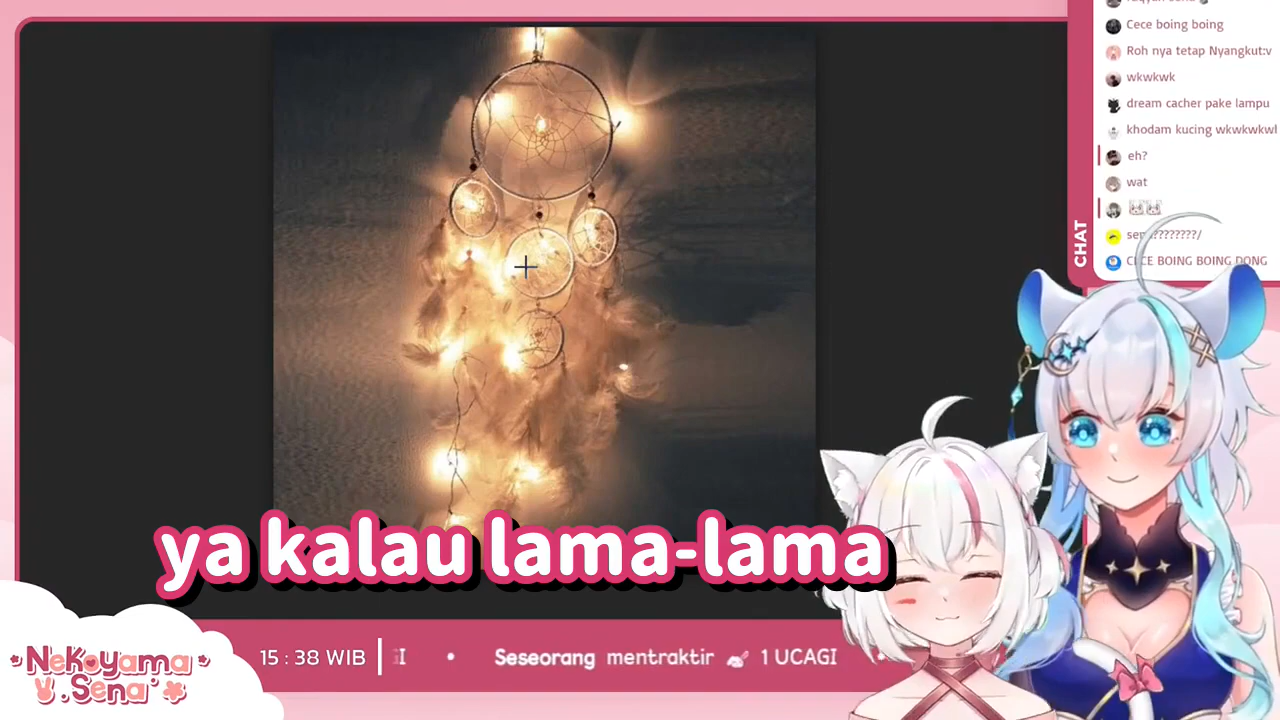 Cece boing boing
Roh nya tetap Nyangkut:v
wkwkwk
dream cacher pake lampu
khodam kucing wkwkwkwl
eh?
wat
CHAT
CECE BOING BOING DONG
ya kalau lama-lama
Nekoyama
Sena
15 : 38 WIB
Seseorang mentraktir 1 UCAGI